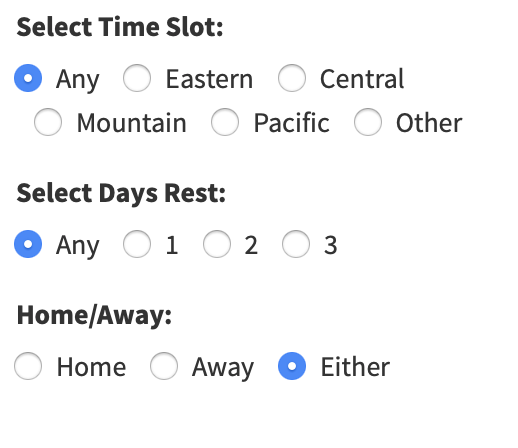 Select Time Slot:
Any Eastern Central
Mountain Pacific Other
Select Days Rest:
Any 1 2 3
Home/Away:
Home Away Either